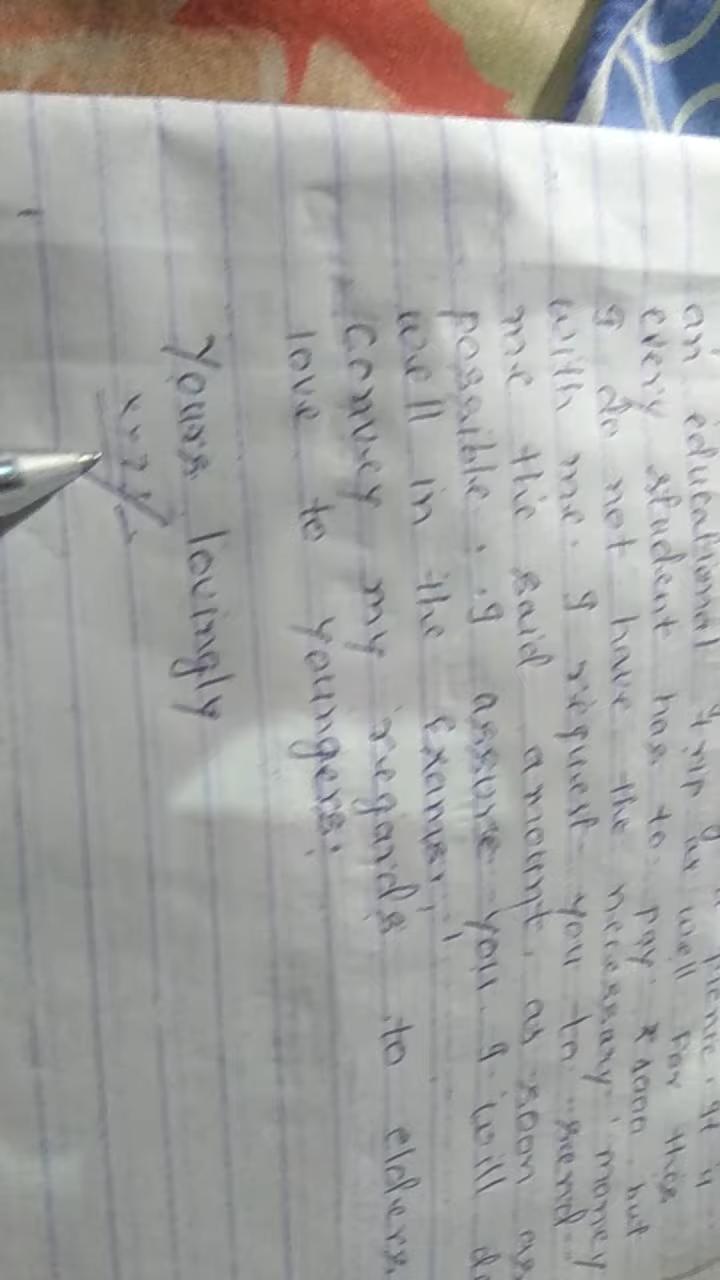 an educational trip as well for this
every student has to pay ₹ 5000 but
I do not have the necessary money
with me. I request you to send
me the said amount as soon as
possible. I assure you I will do
well in the exams.
Convey my regards to elders
love to youngers.
Yours lovingly